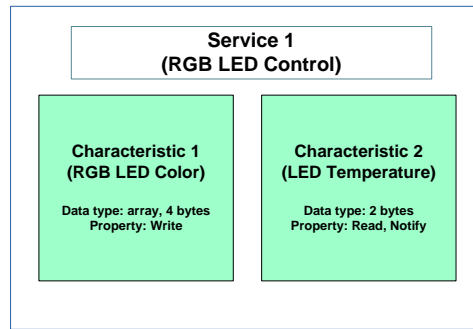 Service 1
(RGB LED Control)
Characteristic 1
(RGB LED Color)
Data type: array, 4 bytes
Property: Write
Characteristic 2
(LED Temperature)
Data type: 2 bytes
Property: Read, Notify